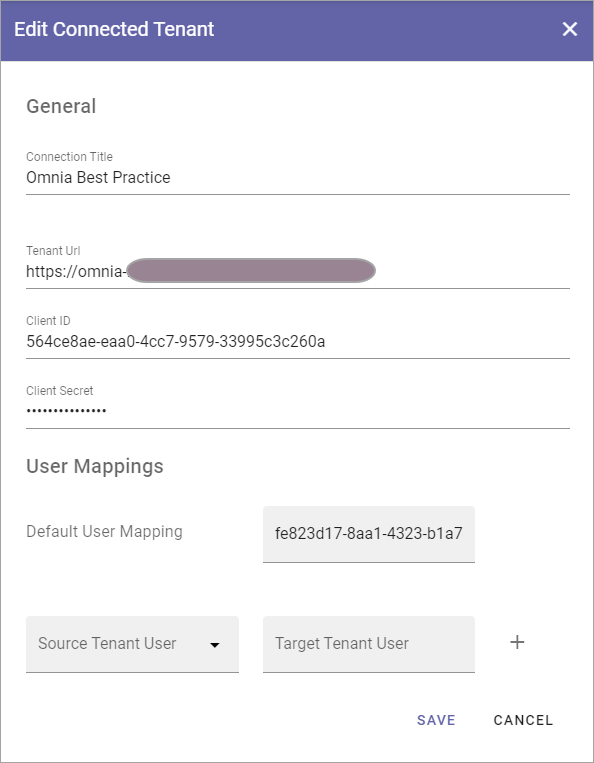 Edit Connected Tenant
General
Connection Title
Omnia Best Practice
Tenant Url
https://omnia-
Client ID
564ce8ae-eaa0-4cc7-9579-33995c3c260a
Client Secret
•••••••••••••••
User Mappings
Default User Mapping
fe823d17-8aa1-4323-b1a7
Source Tenant User
Target Tenant User
SAVE
CANCEL